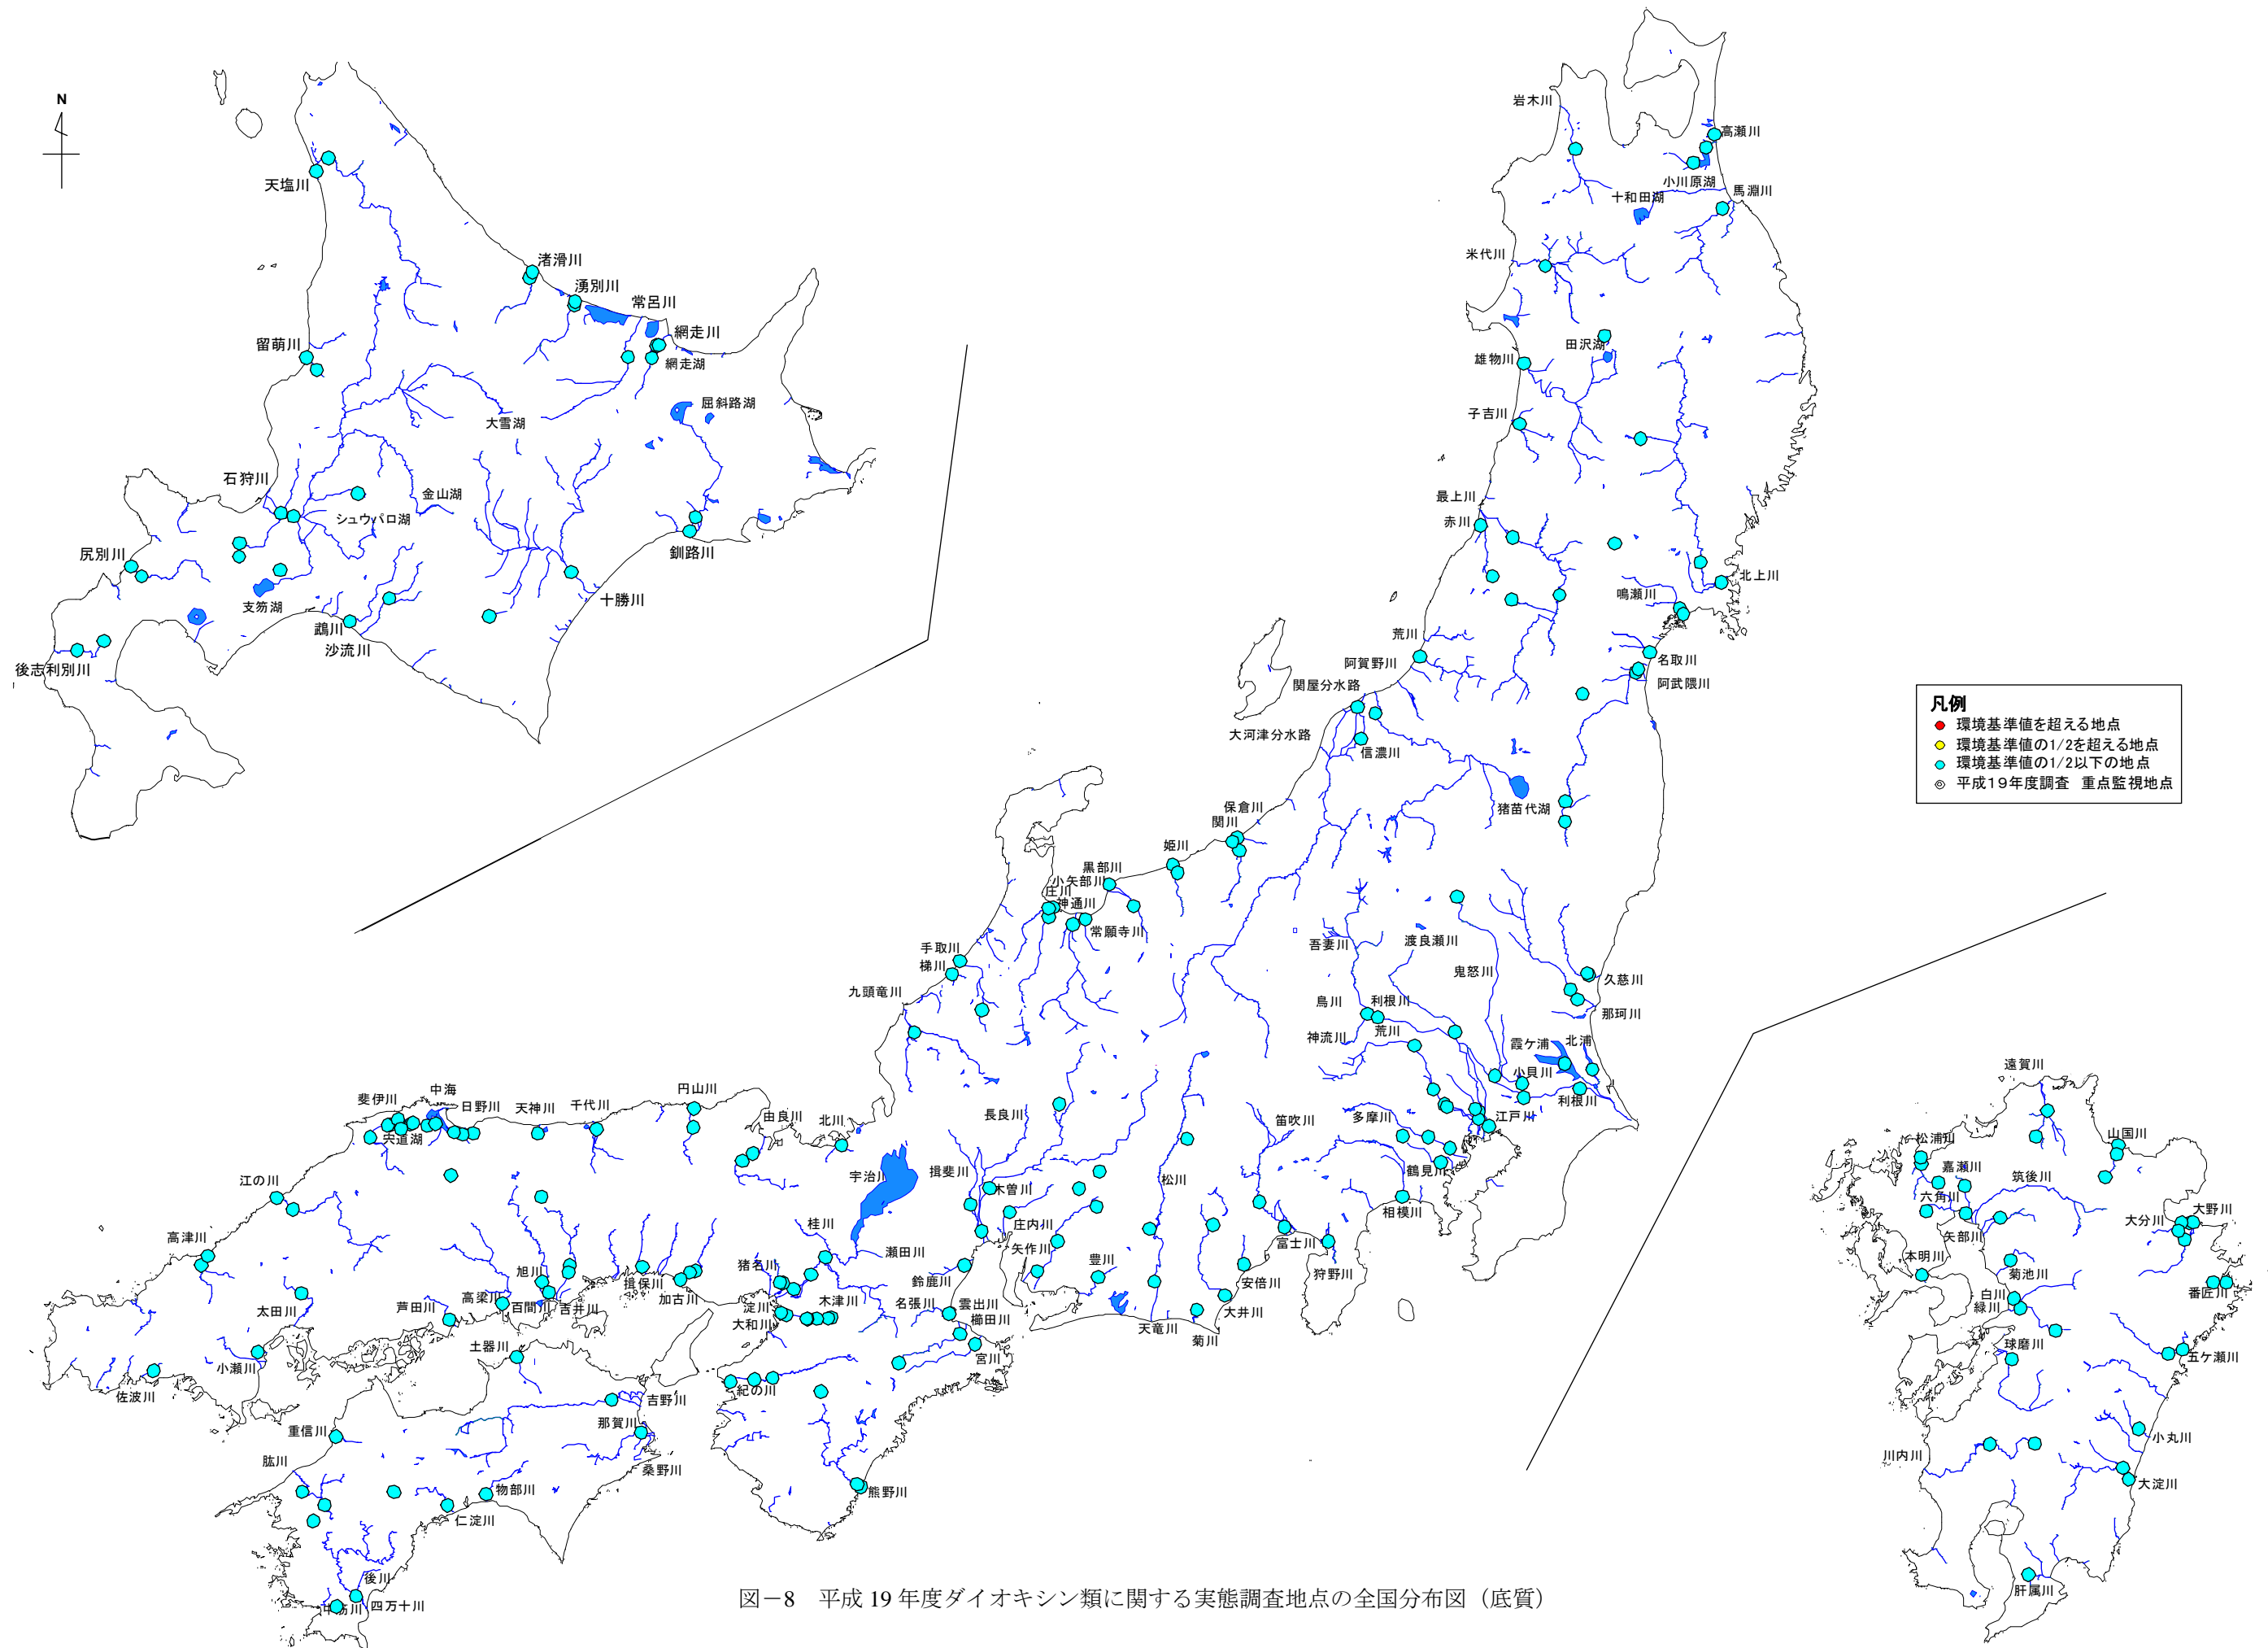 N
天塩川
渚滑川
湧別川
常呂川
網走川
網走湖
留萌川
屈斜路湖
大雪湖
石狩川
金山湖
シュウパロ湖
尻別川
釧路川
支笏湖
十勝川
鵡川
沙流川
後志利別川
岩木川
高瀬川
小川原湖
十和田湖
馬淵川
米代川
田沢湖
雄物川
子吉川
最上川
赤川
北上川
鳴瀬川
荒川
名取川
阿賀野川
阿武隈川
関屋分水路
大河津分水路
信濃川
猪苗代湖
保倉川
関川
姫川
黒部川
小矢部川
庄川
神通川
常願寺川
手取川
梯川
九頭竜川
吾妻川
渡良瀬川
鬼怒川
久慈川
那珂川
烏川
利根川
神流川
荒川
霞ケ浦
北浦
小貝川
利根川
江戸川
多摩川
鶴見川
相模川
笛吹川
富士川
狩野川
安倍川
大井川
菊川
天竜川
松川
豊川
矢作川
庄内川
木曽川
長良川
揖斐川
鈴鹿川
雲出川
櫛田川
宮川
名張川
木津川
瀬田川
宇治川
桂川
猪名川
淀川
大和川
紀の川
熊野川
北川
由良川
円山川
千代川
天神川
日野川
中海
斐伊川
宍道湖
江の川
高津川
太田川
小瀬川
佐波川
芦田川
高梁川
旭川
百間川
吉井川
揖保川
加古川
土器川
吉野川
那賀川
桑野川
重信川
肱川
物部川
仁淀川
後川
中筋川
四万十川
遠賀川
山国川
松浦川
嘉瀬川
六角川
筑後川
大野川
大分川
矢部川
本明川
菊池川
白川
緑川
番匠川
球磨川
五ケ瀬川
小丸川
川内川
大淀川
肝属川
凡例
環境基準値を超える地点
環境基準値の1/2を超える地点
環境基準値の1/2以下の地点
平成19年度調査 重点監視地点
図－8 平成 19 年度ダイオキシン類に関する実態調査地点の全国分布図（底質）